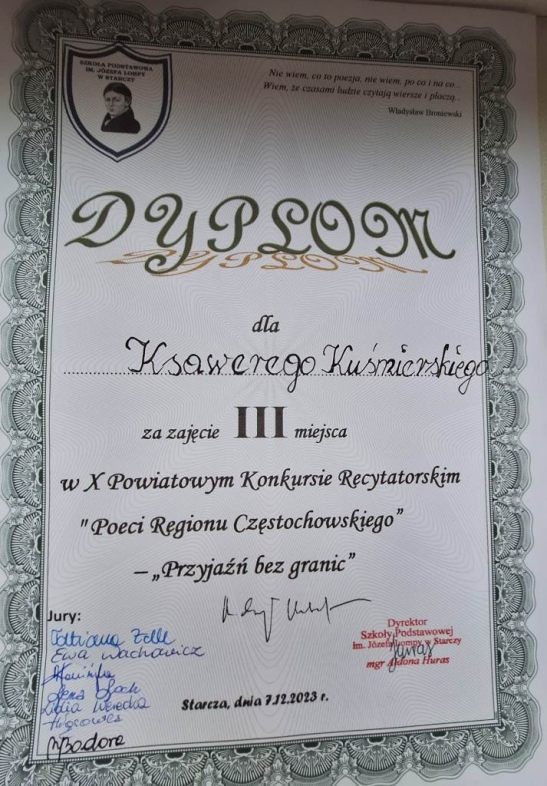 SZKOŁA PODSTAWOWA
IM. JÓZEFA LOMPY
W STARCZY
Nie wiem, co to poezja, nie wiem, po co i na co...
Wiem, że czasami ludzie czytają wiersze i płaczą...
Władysław Broniewski
DYPLOM
dla
Ksawerego Kuśmierskiego
za zajęcie III miejsca
w X Powiatowym Konkursie Recytatorskim
"Poeci Regionu Częstochowskiego”
– „Przyjaźń bez granic”
Jury:
Ewa Wachowicz
Lidia
Badora
Dyrektor
Szkoły Podstawowej
im. Józefa Lompy w Starczy
mgr Aldona Huras
Starcza, dnia 7.12.2023 r.